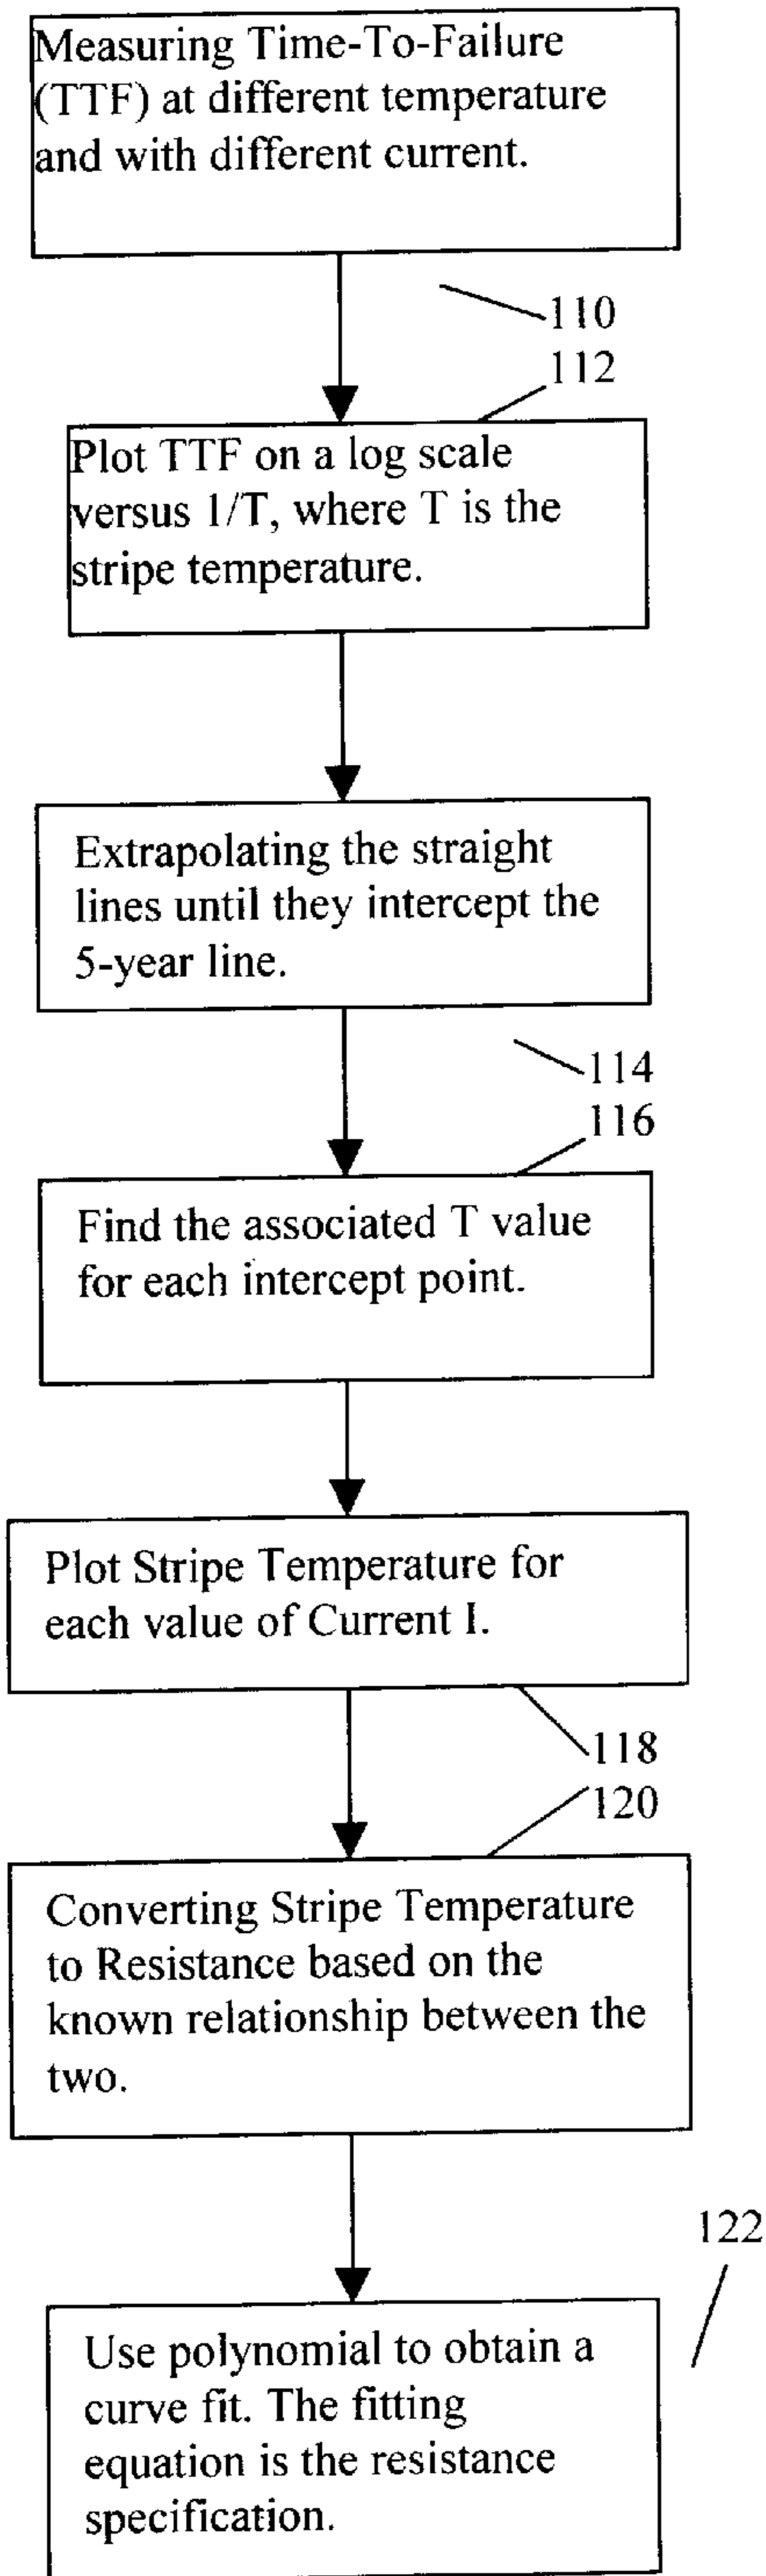 Measuring Time-To-Failure
(TTF) at different temperature
and with different current.
110
112
Plot TTF on a log scale
versus 1/T, where T is the
stripe temperature.
Extrapolating the straight
lines until they intercept the
5-year line.
114
116
Find the associated T value
for each intercept point.
Plot Stripe Temperature for
each value of Current I.
118
120
Converting Stripe Temperature
to Resistance based on the
known relationship between the
two.
122
Use polynomial to obtain a
curve fit. The fitting
equation is the resistance
specification.